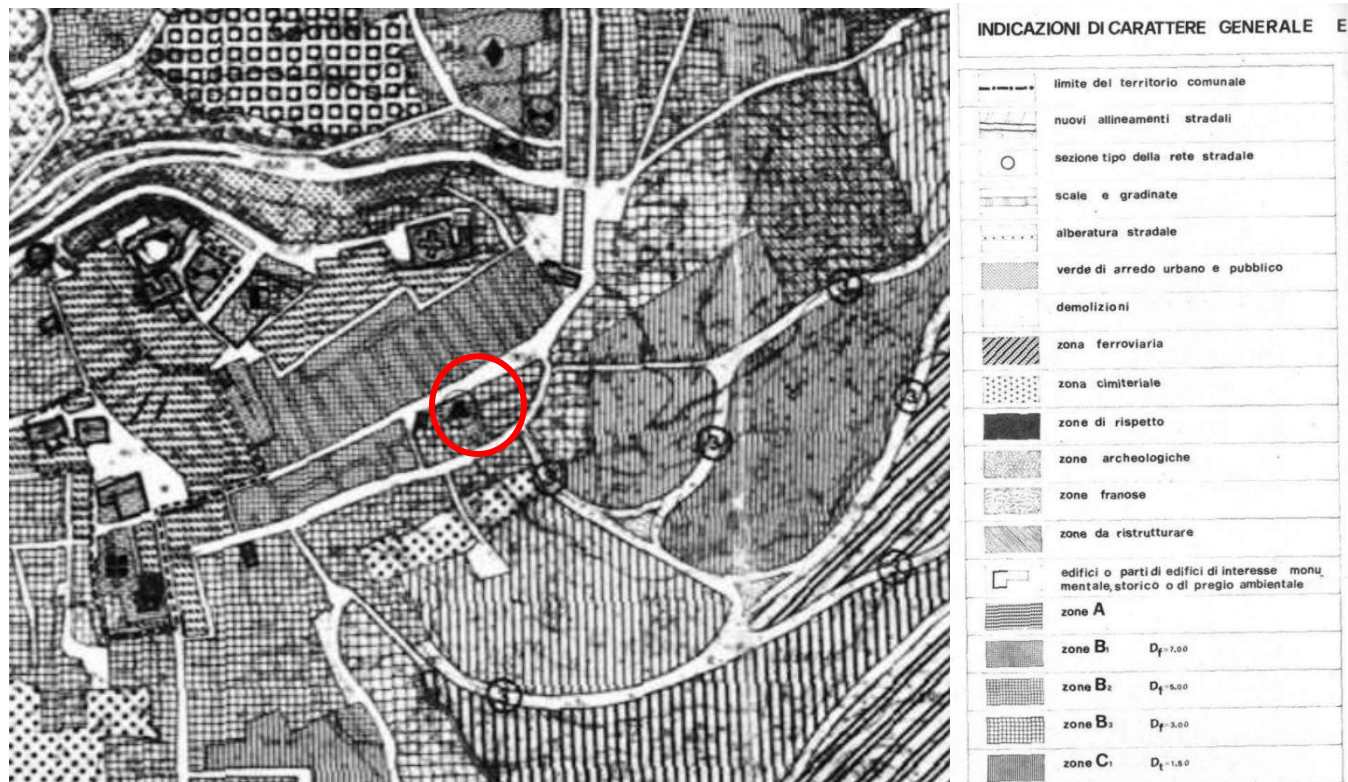 INDICAZIONI DI CARATTERE GENERALE E
limite del territorio comunale
nuovi allineamenti stradali
sezione tipo della rete stradale
scale e gradinate
alberatura stradale
verde di arredo urbano e pubblico
demolizioni
zona ferroviaria
zona cimiteriale
zone di rispetto
zone archeologiche
zone franose
zone da ristrutturare
edifici o parti di edifici di interesse monu
mentale, storico o di pregio ambientale
zone A
zone B1 Df=7.00
zone B2 Df=5.00
zone B3 Df=3.00
zone C1 Dt=1.50